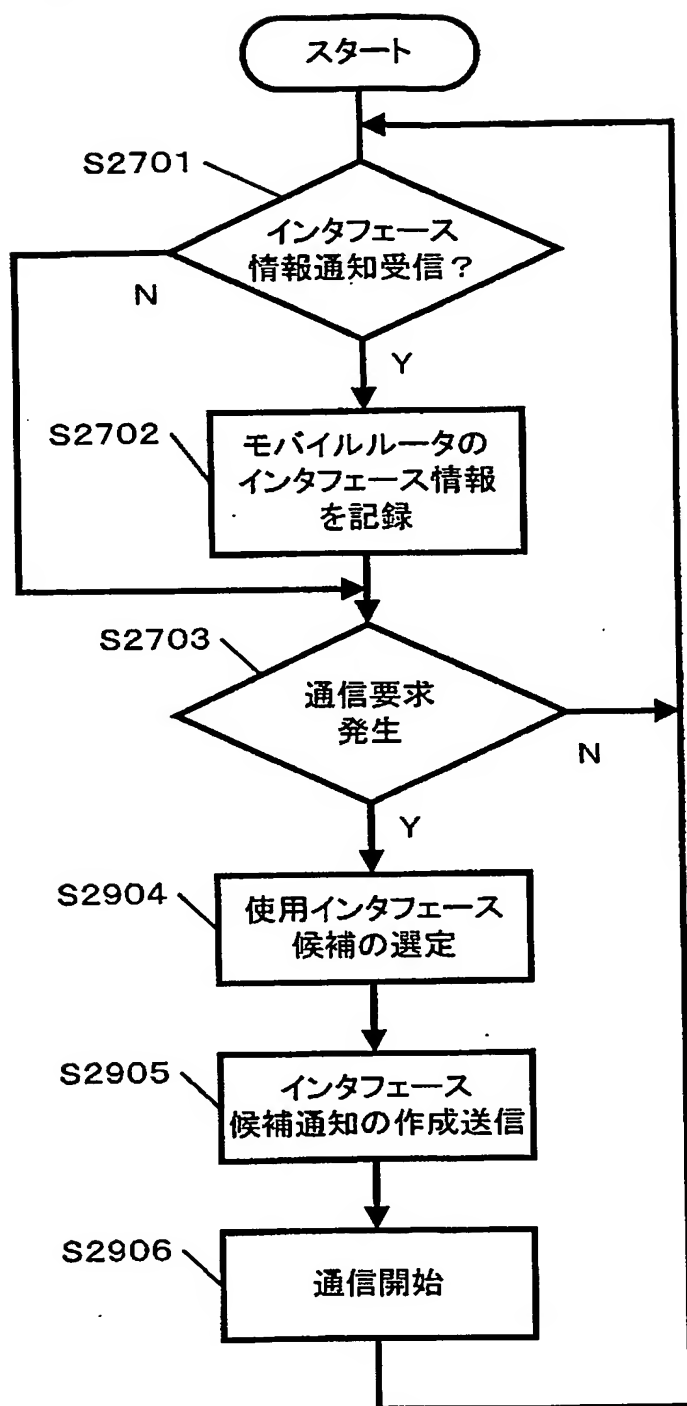 スタート
S2701
インタフェース
情報通知受信？
N
Y
S2702
モバイルルータの
インタフェース情報
を記録
S2703
通信要求
発生
N
Y
S2904
使用インタフェース
候補の選定
S2905
インタフェース
候補通知の作成送信
S2906
通信開始